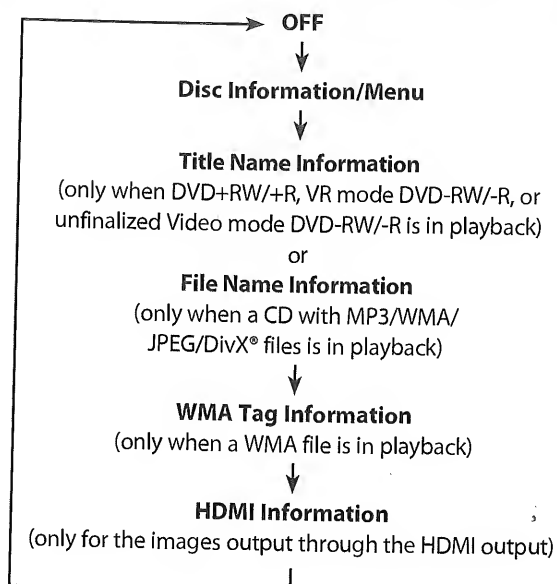 OFF
Disc Information/Menu
Title Name Information
(only when DVD+RW/+R, VR mode DVD-RW/-R, or
unfinalized Video mode DVD-RW/-R is in playback)
or
File Name Information
(only when a CD with MP3/WMA/
JPEG/DivX® files is in playback)
WMA Tag Information
(only when a WMA file is in playback)
HDMI Information
(only for the images output through the HDMI output)